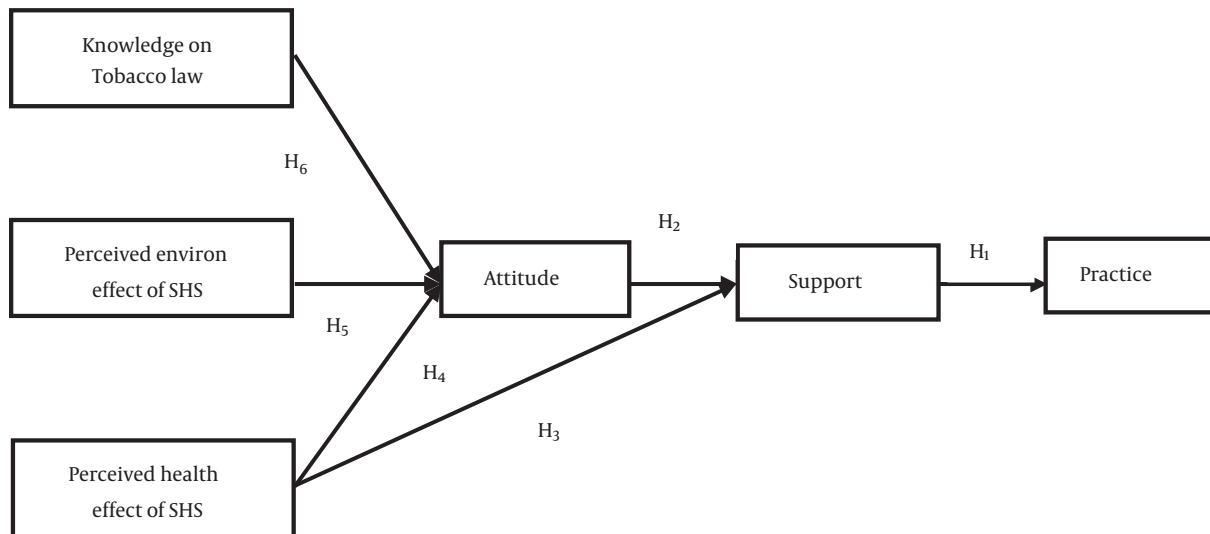 Knowledge on
Tobacco law
H6
Perceived environ
effect of SHS
H5
Attitude
H2
Support
H1
Practice
H4
H3
Perceived health
effect of SHS